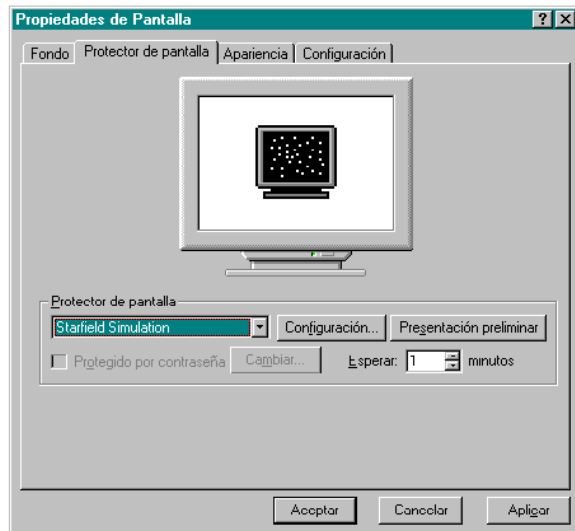 Propiedades de Pantalla
Fondo Protector de pantalla Apariencia Configuración
Protector de pantalla
Starfield Simulation Configuración... Presentación preliminar
Protegido por contraseña Cambiar... Esperar: 1 minutos
Aceptar Cancelar Aplicar